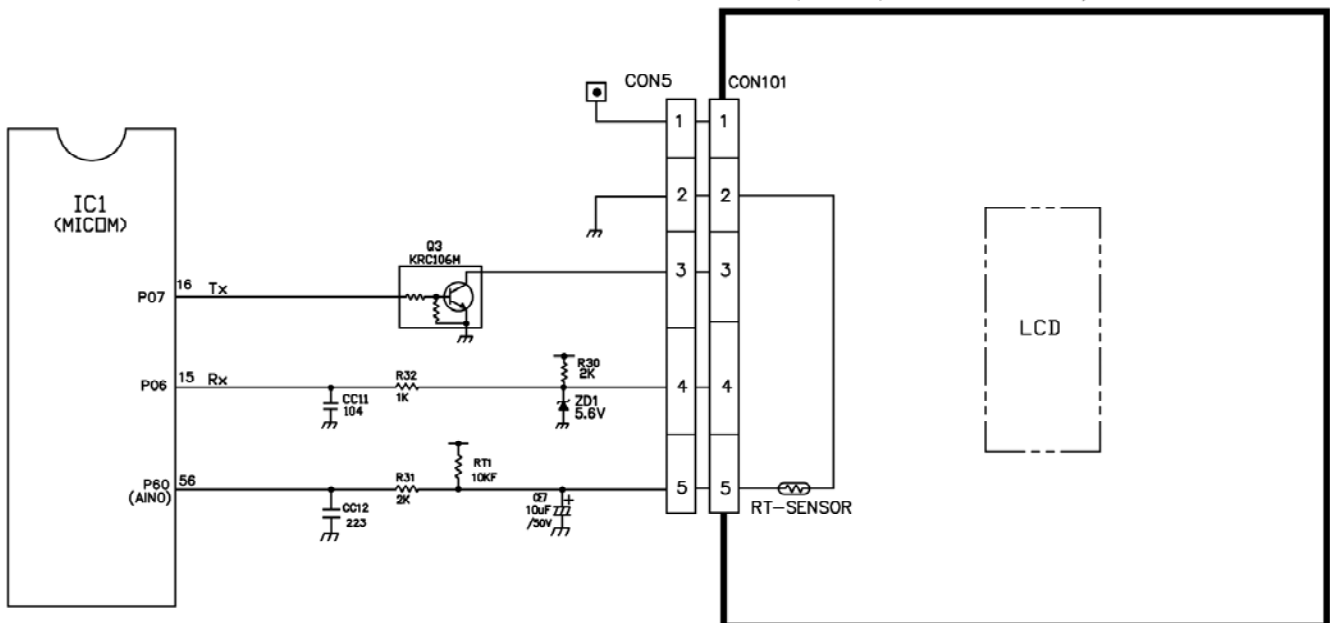 CON5
CON101
1
1
IC1
(MICOM)
2
2
Q3
KRC106M
3
3
P07
16
Tx
LCD
R30
2K
P06
15
Rx
R32
1K
4
4
CC11
104
ZD1
5.6V
RT1
10KF
P60
(AIN0)
56
R31
2K
CE7
10uF
/50V
+
5
5
RT-SENSOR
CC12
223